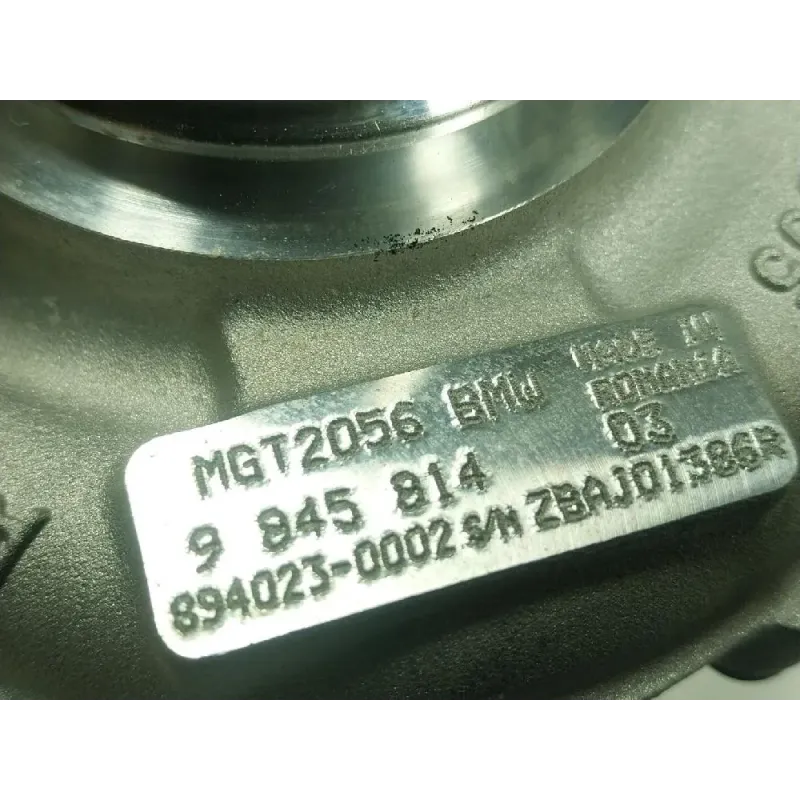 MGT2056 BMW MADE IN
ROMANIA
9 845 814 03
894023-0002 S/N ZBAJ01386R